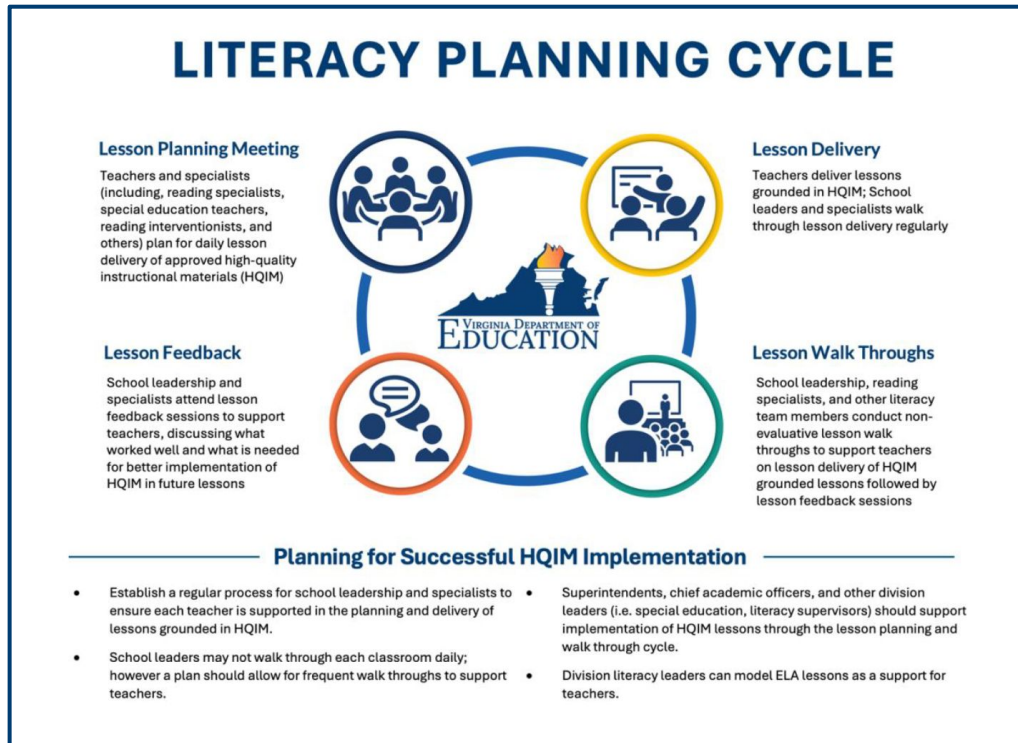 LITERACY PLANNING CYCLE
Lesson Planning Meeting
Teachers and specialists
(including, reading specialists,
special education teachers,
reading interventionists, and
others) plan for daily lesson
delivery of approved high-quality
instructional materials (HQIM)
Lesson Delivery
Teachers deliver lessons
grounded in HQIM; School
leaders and specialists walk
through lesson delivery regularly
VIRGINIA DEPARTMENT OF
EDUCATION
Lesson Feedback
School leadership and
specialists attend lesson
feedback sessions to support
teachers, discussing what
worked well and what is needed
for better implementation of
HQIM in future lessons
Lesson Walk Throughs
School leadership, reading
specialists, and other literacy
team members conduct non-
evaluative lesson walk
throughs to support teachers
on lesson delivery of HQIM
grounded lessons followed by
lesson feedback sessions
Planning for Successful HQIM Implementation
• Establish a regular process for school leadership and specialists to
ensure each teacher is supported in the planning and delivery of
lessons grounded in HQIM.
• School leaders may not walk through each classroom daily;
however a plan should allow for frequent walk throughs to support
teachers.
• Superintendents, chief academic officers, and other division
leaders (i.e. special education, literacy supervisors) should support
implementation of HQIM lessons through the lesson planning and
walk through cycle.
• Division literacy leaders can model ELA lessons as a support for
teachers.